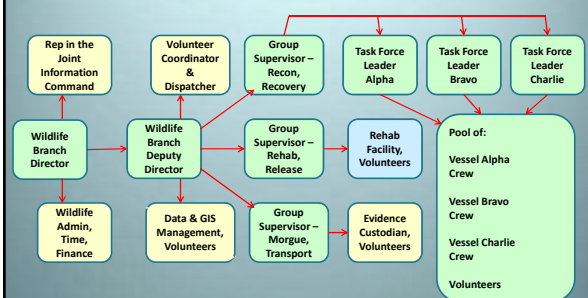 Rep in the
Joint
Information
Command
Volunteer
Coordinator
&
Dispatcher
Group
Supervisor –
Recon,
Recovery
Task Force
Leader
Alpha
Task Force
Leader
Bravo
Task Force
Leader
Charlie
Wildlife
Branch
Director
Wildlife
Branch
Deputy
Director
Group
Supervisor –
Rehab,
Release
Rehab
Facility,
Volunteers
Pool of:
Vessel Alpha
Crew
Vessel Bravo
Crew
Vessel Charlie
Crew
Volunteers
Wildlife
Admin,
Time,
Finance
Data & GIS
Management,
Volunteers
Group
Supervisor –
Morgue,
Transport
Evidence
Custodian,
Volunteers